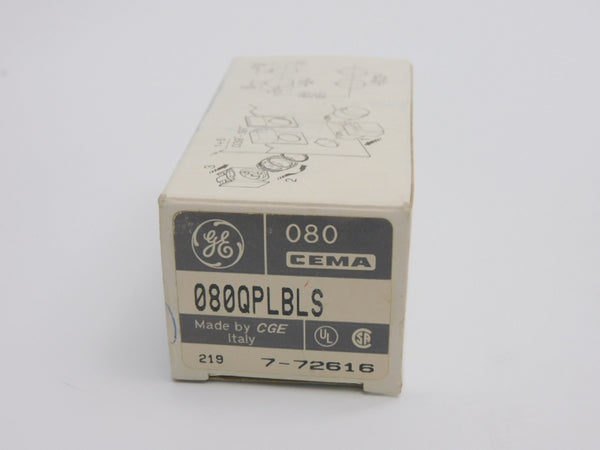 GE
080
CEMA
080QPLBLS
Made by CGE
Italy
UL
SA
219
7-72616